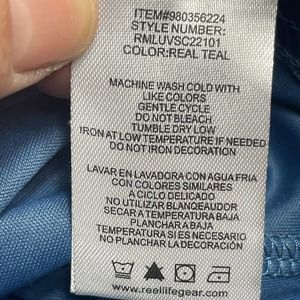 ITEM#980356224
STYLE NUMBER:
RMLUVSC22101
COLOR:REAL TEAL
MACHINE WASH COLD WITH
LIKE COLORS
GENTLE CYCLE
DO NOT BLEACH
TUMBLE DRY LOW
IRON AT LOW TEMPERATURE IF NEEDED
DO NOT IRON DECORATION
LAVAR EN LAVADORA CON AGUA FRIA
CON COLORES SIMILARES
A CICLO DELICADO
NO UTILIZAR BLANQEAUDOR
SECAR A TEMPERATURA BAJA
PLANCHAR A BAJA
TEMPERATURA SI ES NECESARIO
NO PLANCHAR LA DECORACIÓN
www.reellifegear.com